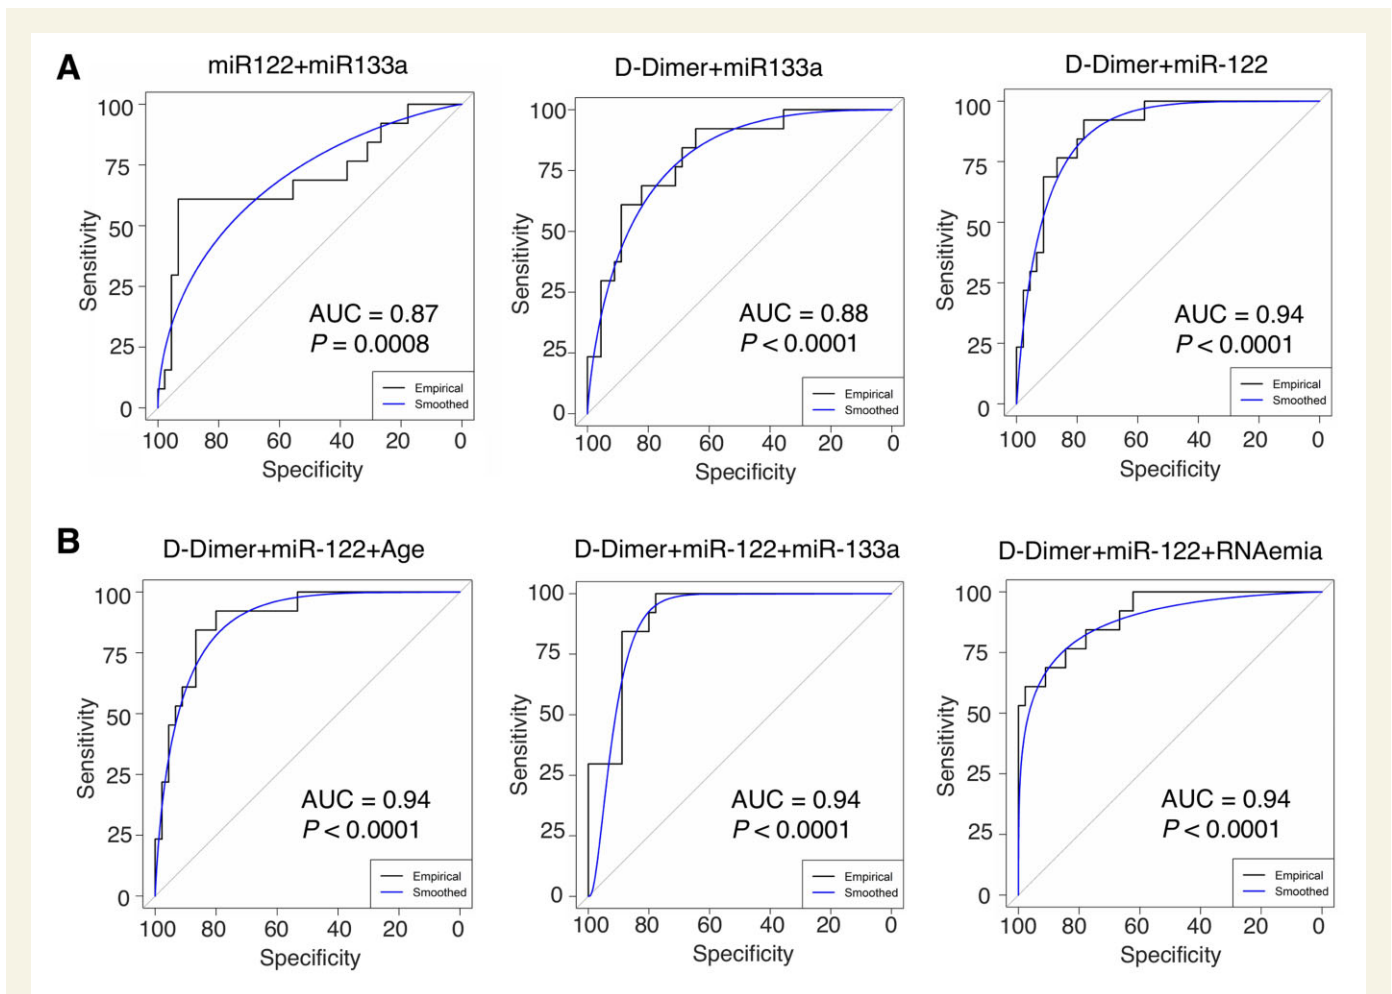 A
miR122+miR133a
100
75
50
25
25
0
Sensitivity
AUC = 0.87
P = 0.0008
Empirical
Smoothed
100 80 60 40 20 0
Specificity
D-Dimer+miR133a
100
75
50
25
25
0
Sensitivity
AUC = 0.88
P < 0.0001
Empirical
Smoothed
100 80 60 40 20 0
Specificity
D-Dimer+miR-122
100
75
50
25
25
0
Sensitivity
AUC = 0.94
P < 0.0001
Empirical
Smoothed
100 80 60 40 20 0
Specificity
B
D-Dimer+miR-122+Age
100
75
50
25
25
0
Sensitivity
AUC = 0.94
P < 0.0001
Empirical
Smoothed
100 80 60 40 20 0
Specificity
D-Dimer+miR-122+miR-133a
100
75
50
25
25
0
Sensitivity
AUC = 0.94
P < 0.0001
Empirical
Smoothed
100 80 60 40 20 0
Specificity
D-Dimer+miR-122+RNAemia
100
75
50
25
25
0
Sensitivity
AUC = 0.94
P < 0.0001
Empirical
Smoothed
100 80 60 40 20 0
Specificity